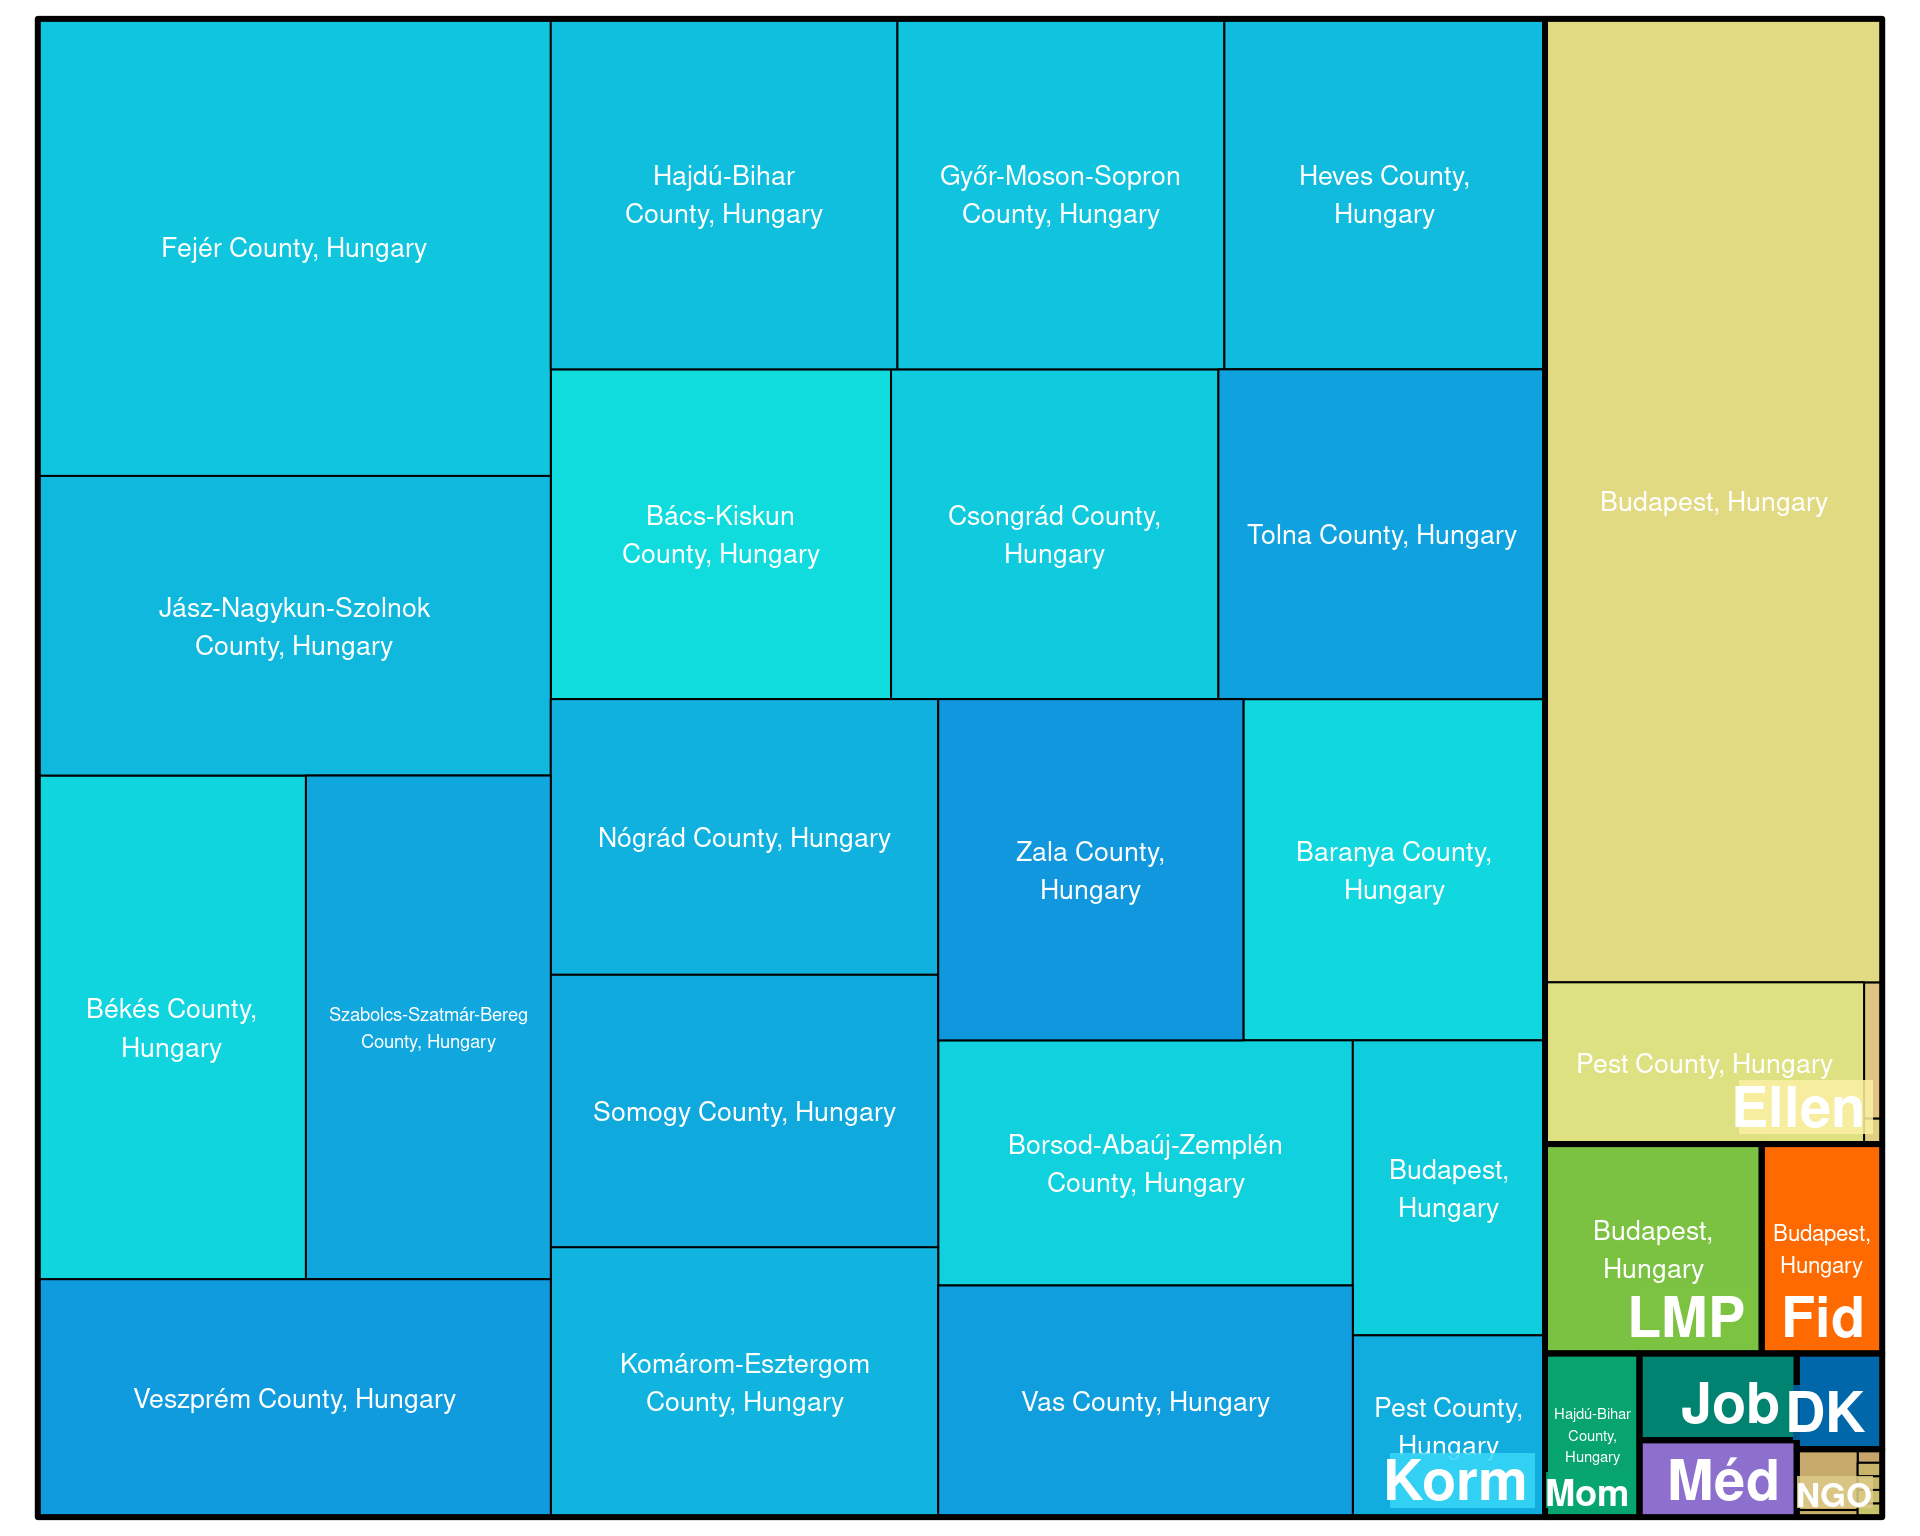 Fejér County, Hungary
Hajdú-Bihar
County, Hungary
Győr-Moson-Sopron
County, Hungary
Heves County,
Hungary
Budapest, Hungary
Bács-Kiskun
County, Hungary
Csongrád County,
Hungary
Tolna County, Hungary
Jász-Nagykun-Szolnok
County, Hungary
Nógrád County, Hungary
Zala County,
Hungary
Baranya County,
Hungary
Békés County,
Hungary
Szabolcs-Szatmár-Bereg
County, Hungary
Somogy County, Hungary
Borsod-Abaúj-Zemplén
County, Hungary
Budapest,
Hungary
Pest County, Hungary
Ellen
Budapest,
Hungary
LMP
Budapest,
Hungary
Fid
Veszprém County, Hungary
Komárom-Esztergom
County, Hungary
Vas County, Hungary
Pest County,
Hungary
Korm
Hajdú-Bihar
County,
Hungary
Mom
Job
DK
Méd
NGO